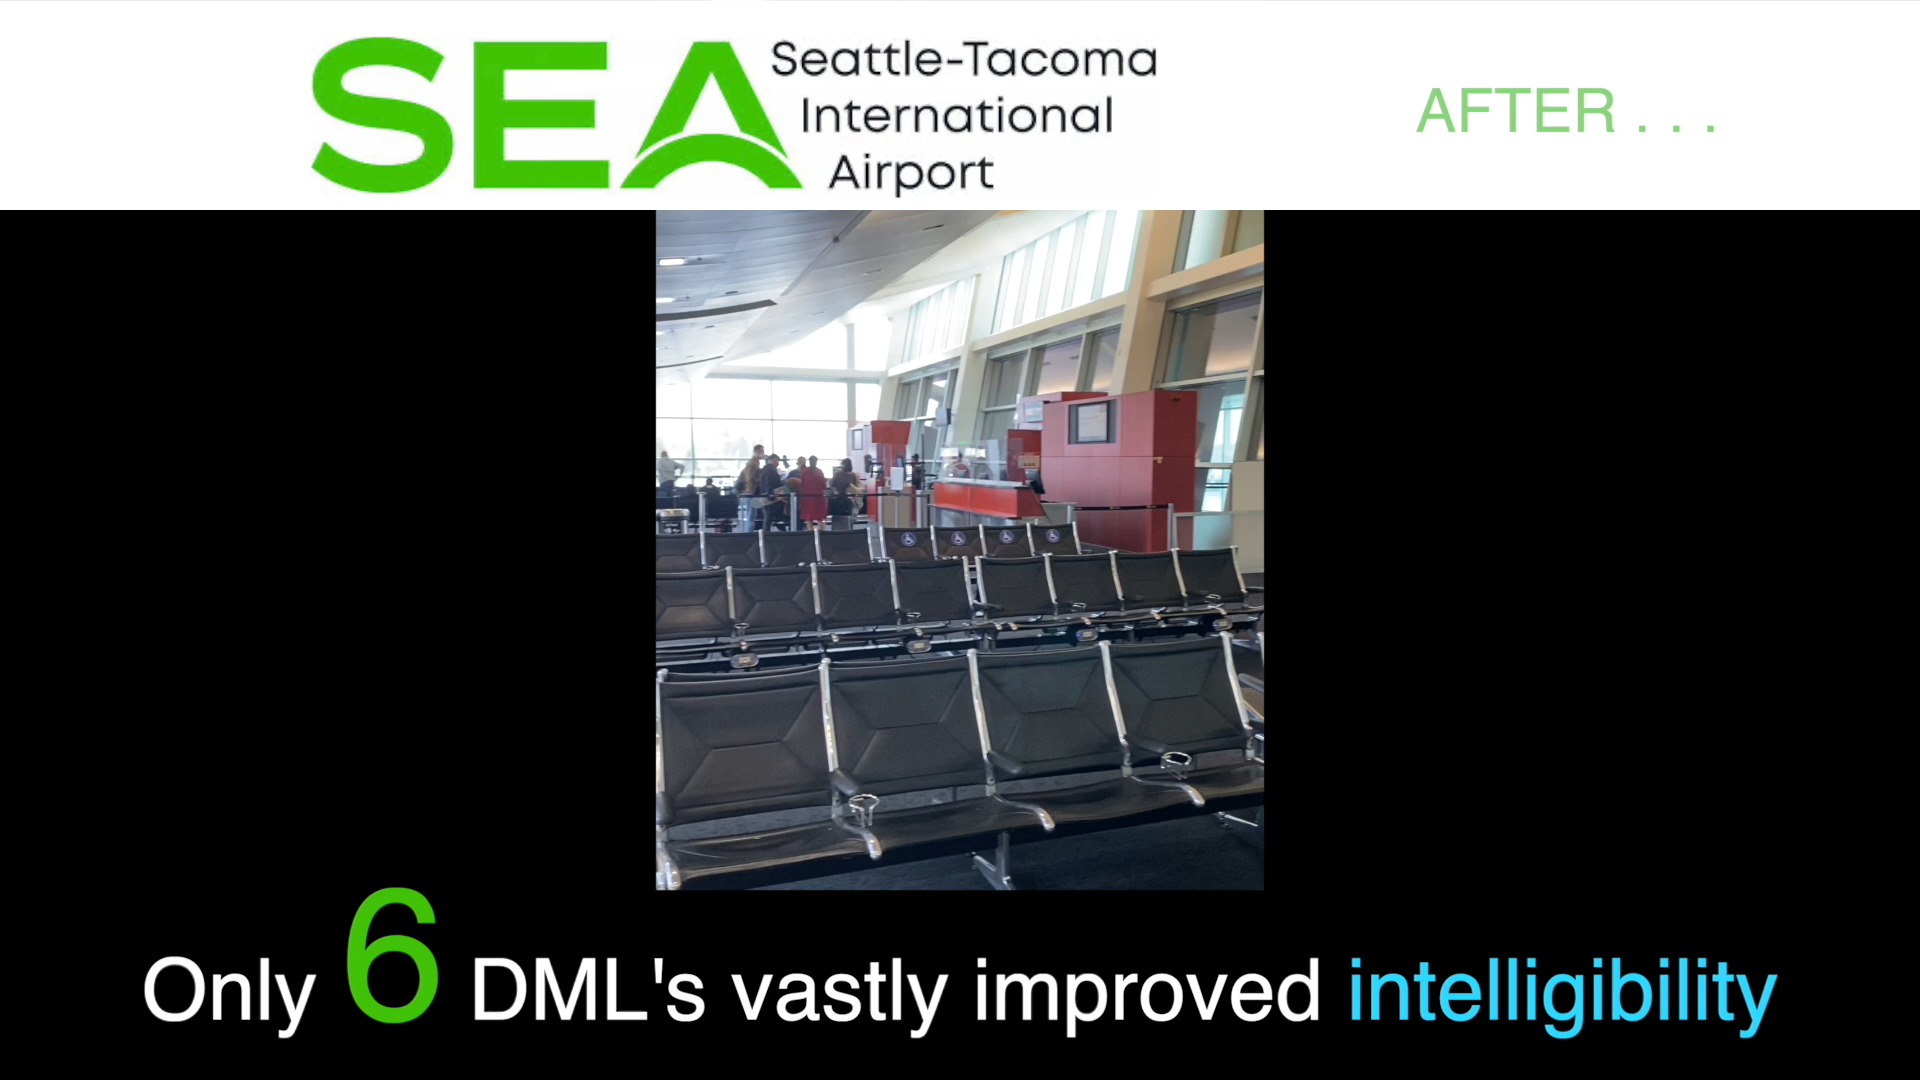 SEA
Seattle-Tacoma
International
Airport
AFTER . . .
Only 6 DML's vastly improved intelligibility